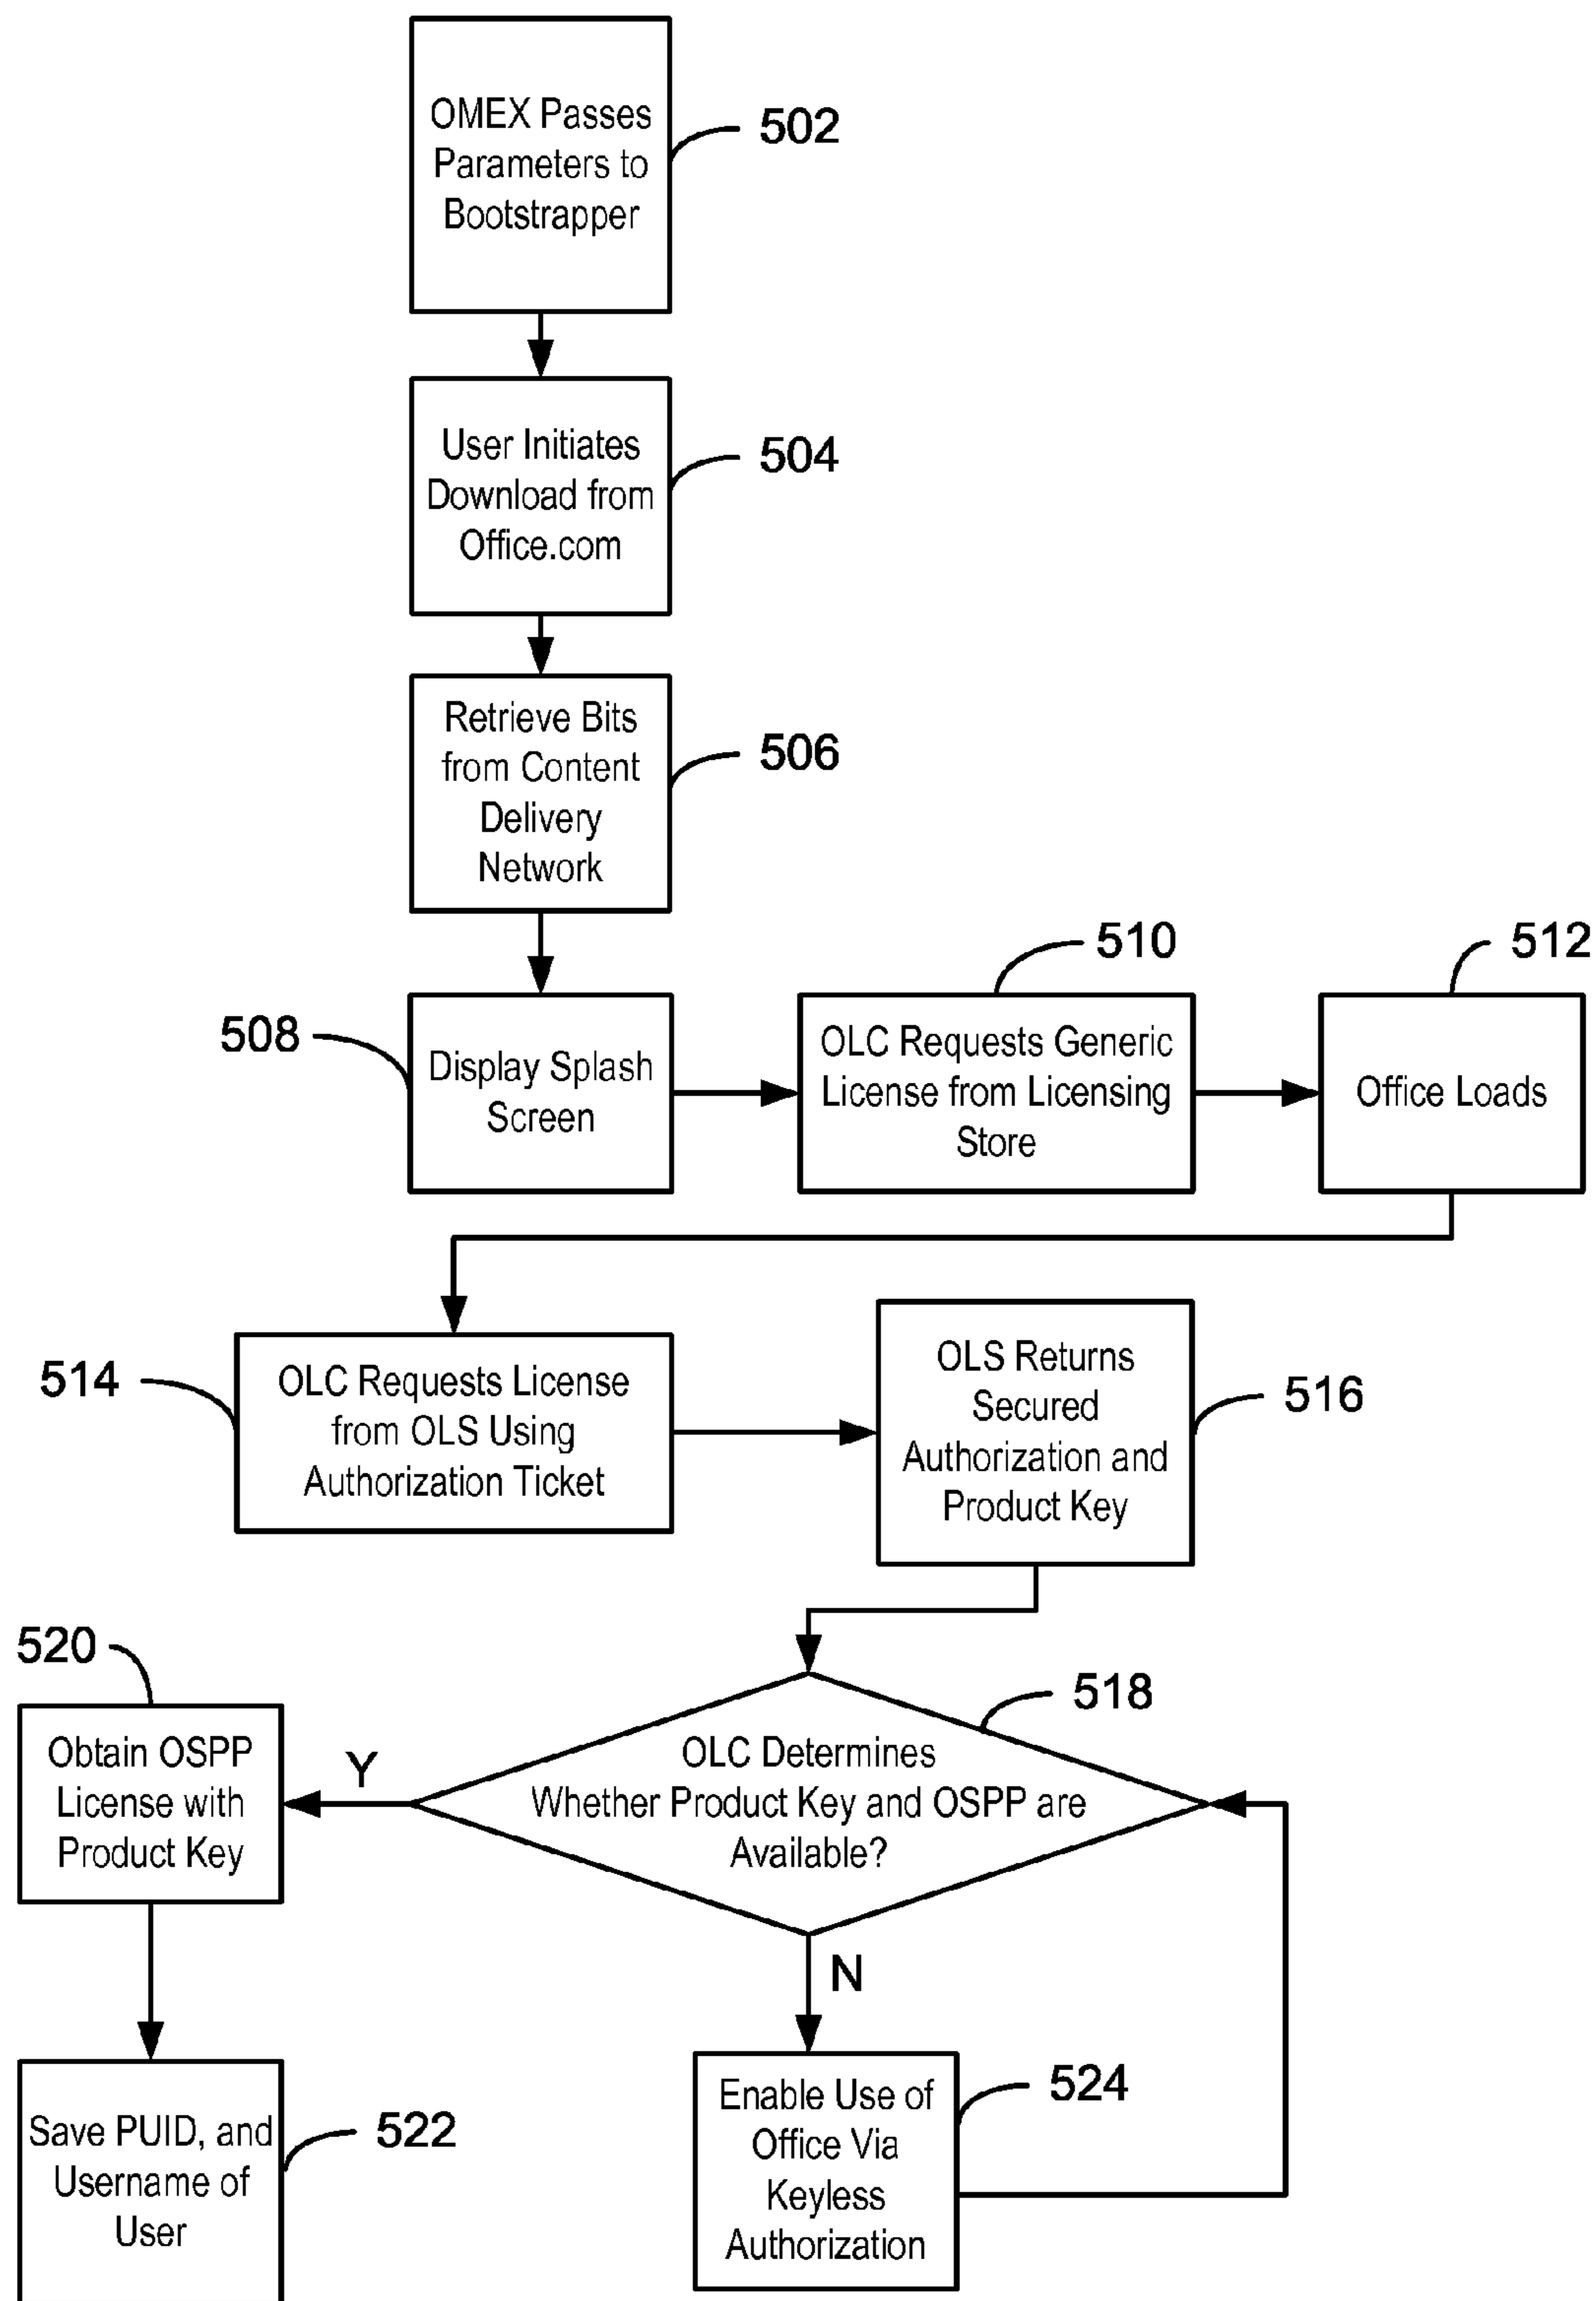 OMEX Passes
Parameters to
Bootstrapper
502
User Initiates
Download from
Office.com
504
Retrieve Bits
from Content
Delivery
Network
506
508
Display Splash
Screen
510
OLC Requests Generic
License from Licensing
Store
512
Office Loads
514
OLC Requests License
from OLS Using
Authorization Ticket
OLS Returns
Secured
Authorization and
Product Key
516
518
OLC Determines
Whether Product Key and OSPP are
Available?
Y
520
Obtain OSPP
License with
Product Key
N
Save PUID, and
Username of
User
522
Enable Use of
Office Via
Keyless
Authorization
524